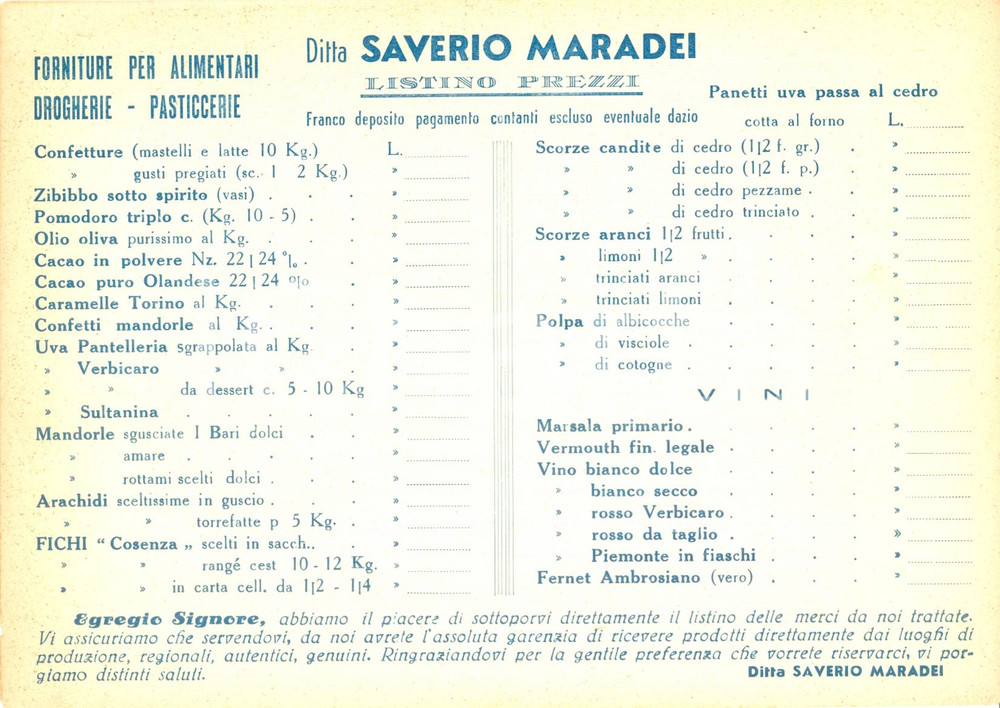 FORNITURE PER ALIMENTARI
DROGHERIE - PASTICCERIE
Ditta SAVERIO MARADEI
LISTINO PREZZI
Franco deposito pagamento contanti escluso eventuale dazio
Panetti uva passa al cedro
cotta al forno L.
Confetture (mastelli e latte 10 Kg.) L.
» gusti pregiati (sc. 1 2 Kg.) »
Zibibbo sotto spirito (vasi) . . . »
Pomodoro triplo c. (Kg. 10 - 5) . . »
Olio oliva purissimo al Kg. . . . »
Cacao in polvere Nz. 22 | 24 °|₀ . . »
Cacao puro Olandese 22 | 24 °|o . »
Caramelle Torino al Kg. . . . »
Confetti mandorle al Kg. . . . »
Uva Pantelleria sgrappolata al Kg. . »
» Verbicaro » » . »
» » da dessert c. 5 - 10 Kg »
» Sultanina . . . . . »
Mandorle sgusciate I Bari dolci . . »
» amare . . . . . »
» rottami scelti dolci . . . »
Arachidi sceltissime in guscio . . . »
» » torrefatte p 5 Kg. . »
FICHI “ Cosenza „ scelti in sacch.. . »
» » rangé cest 10 - 12 Kg. »
» » in carta cell. da 1|2 - 1|4 »
Scorze candite di cedro (1|2 f. gr.) . »
» » di cedro (1|2 f. p.) . »
» » di cedro pezzame . . »
» » di cedro trinciato . . »
Scorze aranci 1|2 frutti . . . . »
» limoni 1|2 » . . . »
» trinciati aranci . . . »
» trinciati limoni . . . »
Polpa di albicocche . . . . »
» di visciole . . . . »
» di cotogne . . . . . »
VINI
Marsala primario . . . . . »
Vermouth fin. legale . . . . »
Vino bianco dolce . . . . »
» bianco secco . . . . »
» rosso Verbicaro . . . . »
» rosso da taglio . . . . »
» Piemonte in fiaschi . . . »
Fernet Ambrosiano (vero) . . . »
Egregio Signore, abbiamo il piacere di sottoporvi direttamente il listino delle merci da noi trattate.
Vi assicuriamo che servendovi, da noi avrete l'assoluta garenzia di ricevere prodotti direttamente dai luoghi di
produzione, regionali, autentici, genuini. Ringraziandovi per la gentile preferenza che vorrete riservarci, vi por-
giamo distinti saluti.
Ditta SAVERIO MARADEI